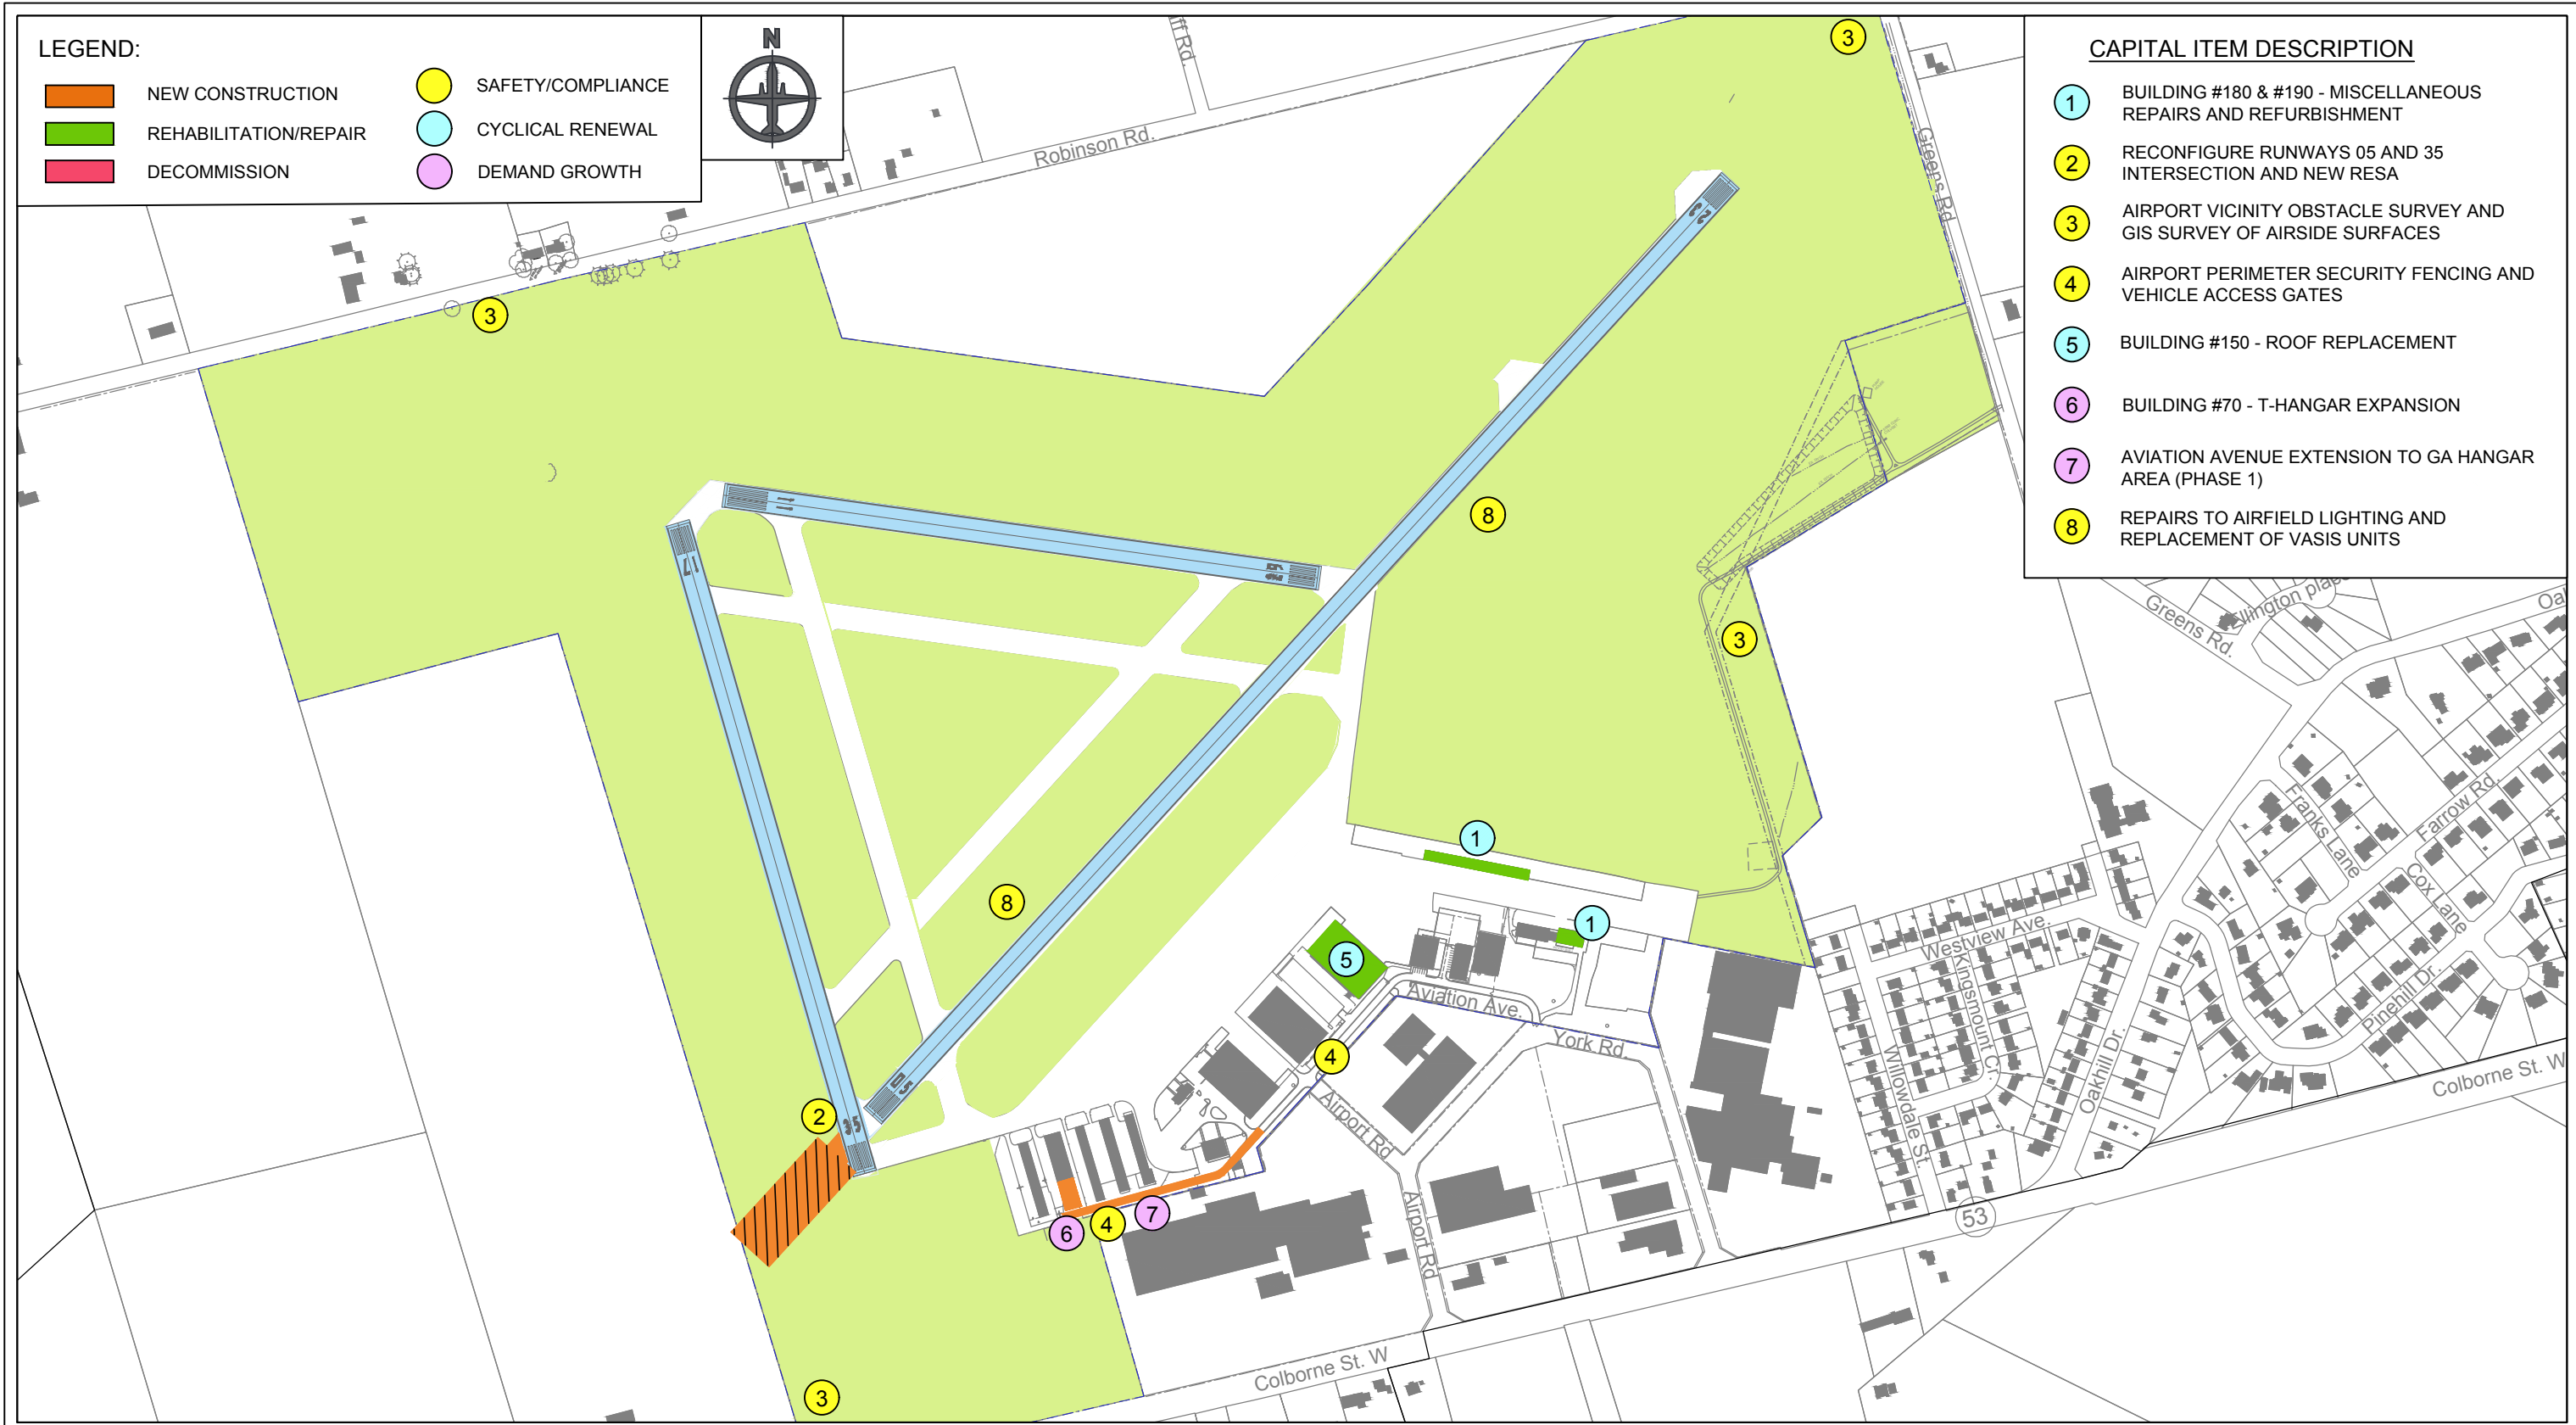 LEGEND:
NEW CONSTRUCTION
REHABILITATION/REPAIR
DECOMMISSION
SAFETY/COMPLIANCE
CYCLICAL RENEWAL
DEMAND GROWTH
N
CAPITAL ITEM DESCRIPTION
1 BUILDING #180 & #190 - MISCELLANEOUS
REPAIRS AND REFURBISHMENT
2 RECONFIGURE RUNWAYS 05 AND 35
INTERSECTION AND NEW RESA
3 AIRPORT VICINITY OBSTACLE SURVEY AND
GIS SURVEY OF AIRSIDE SURFACES
4 AIRPORT PERIMETER SECURITY FENCING AND
VEHICLE ACCESS GATES
5 BUILDING #150 - ROOF REPLACEMENT
6 BUILDING #70 - T-HANGAR EXPANSION
7 AVIATION AVENUE EXTENSION TO GA HANGAR
AREA (PHASE 1)
8 REPAIRS TO AIRFIELD LIGHTING AND
REPLACEMENT OF VASIS UNITS
3
Robinson Rd.
Greens Rd.
23
3
11
8
17
Greens Rd.
3
Franks Lane
Farrow Rd.
1
Cox Lane
8
1
Westview Ave.
5
Kingsmount Cr.
Pinehill Dr.
Aviation Ave.
York Rd.
4
Willowdale St.
Oakhill Dr.
Colborne St. W
05
2
35
Airport Rd
7
4
6
Airport Rd
53
Colborne St. W
3